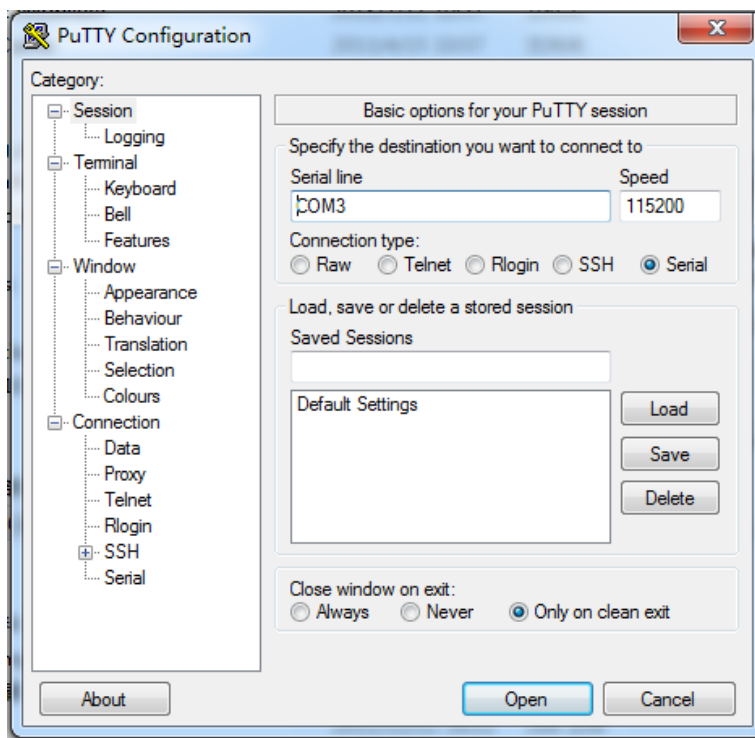 PuTTY Configuration
Category:
Session
Logging
Terminal
Keyboard
Bell
Features
Window
Appearance
Behaviour
Translation
Selection
Colours
Connection
Data
Proxy
Telnet
Rlogin
SSH
Serial
Basic options for your PuTTY session
Specify the destination you want to connect to
Serial line Speed
COM3 115200
Connection type:
Raw Telnet Rlogin SSH Serial
Load, save or delete a stored session
Saved Sessions
Default Settings
Load
Save
Delete
Close window on exit:
Always Never Only on clean exit
About Open Cancel